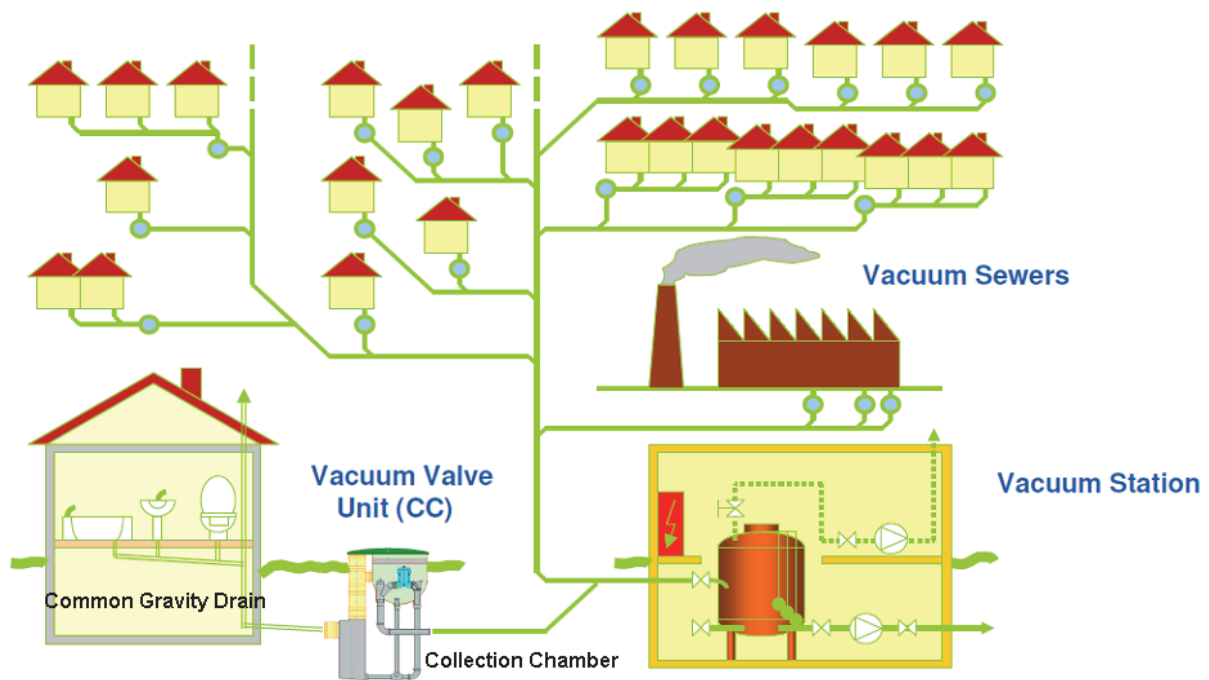 Vacuum Sewers
Vacuum Valve
Unit (CC)
Vacuum Station
Common Gravity Drain
Collection Chamber